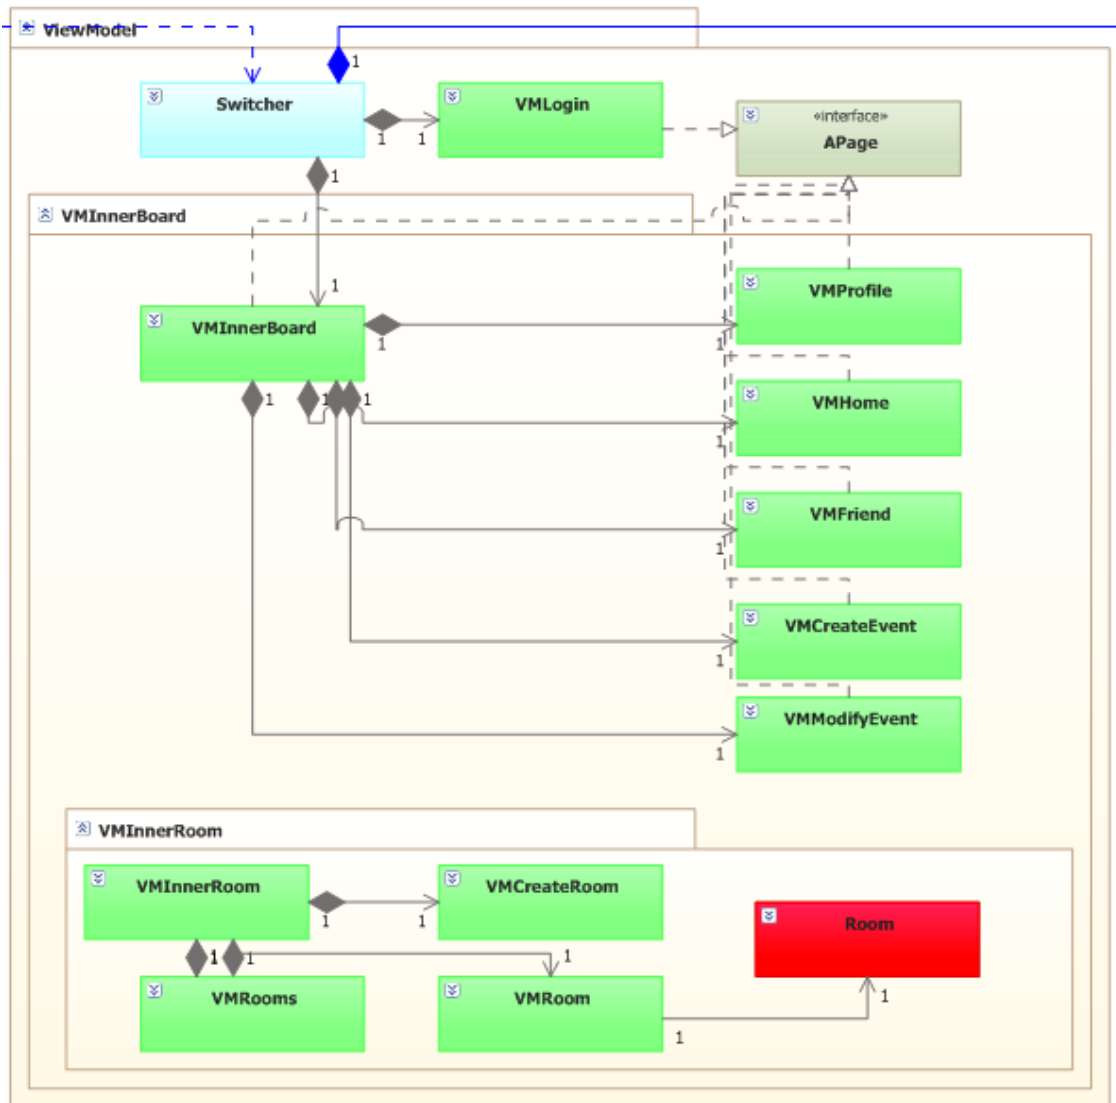 ViewModel
1
Switcher
VMLogin
«interface»
APage
1
1
1
VMInnerBoard
1
VMProfile
VMInnerBoard
1
1
1
1
1
VMHome
1
VMFriend
1
VMCreateEvent
1
VMModifyEvent
1
VMInnerRoom
VMInnerRoom
VMCreateRoom
1
1
Room
1
1
1
VMRooms
VMRoom
1
1